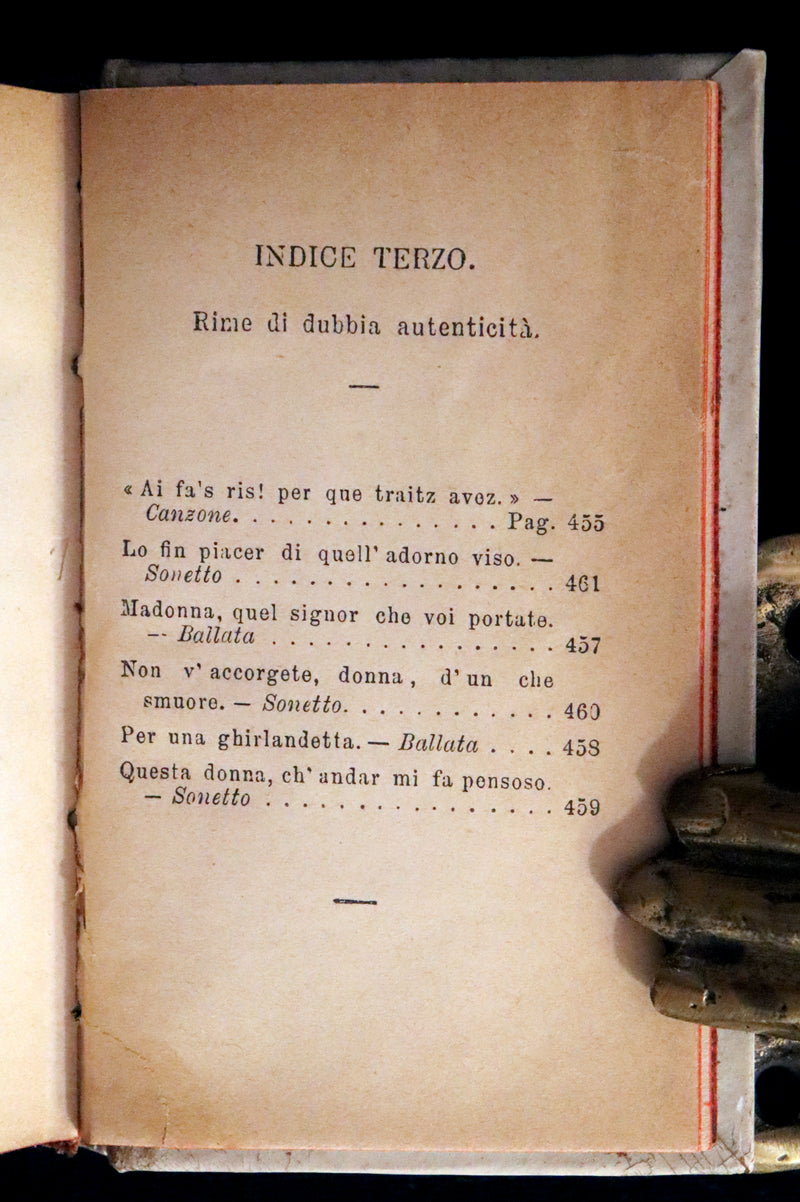 INDICE TERZO.
Rime di dubbia autenticità.
« Ai fa's ris! per que traitz avez. » —
Canzone. . . . . . . . . . . . . . . Pag. 455
Lo fin piacer di quell' adorno viso. —
Sonetto . . . . . . . . . . . . . . . . . . 461
Madonna, quel signor che voi portate.
— Ballata . . . . . . . . . . . . . . . . 457
Non v' accorgete, donna, d' un che
smuore. — Sonetto. . . . . . . . . . . . 460
Per una ghirlandetta. — Ballata . . . . 458
Questa donna, ch' andar mi fa pensoso.
— Sonetto . . . . . . . . . . . . . . . . 459